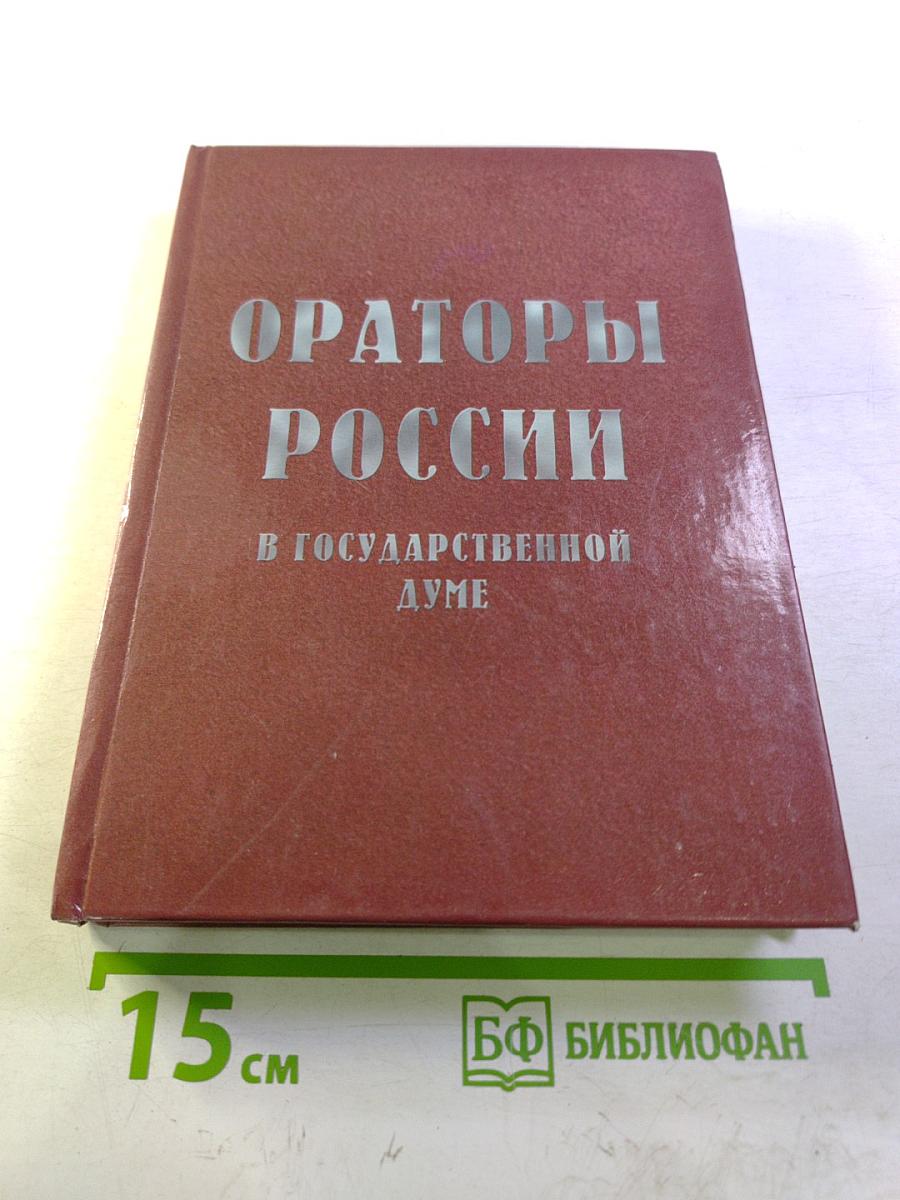 ОРАТОРЫ
РОССИИ
В ГОСУДАРСТВЕННОЙ
ДУМЕ
15 см
БФ БИБЛИОФАН